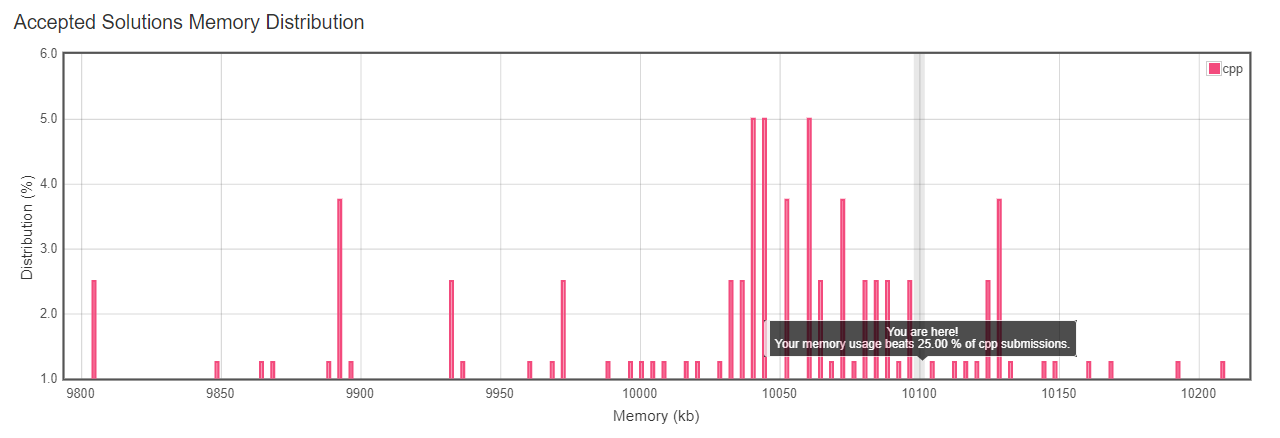 Accepted Solutions Memory Distribution
6.0
cpp
5.0
4.0
3.0
2.0
1.0
Distribution (%)
You are here!
Your memory usage beats 25.00 % of cpp submissions.
9800 9850 9900 9950 10000 10050 10100 10150 10200
Memory (kb)